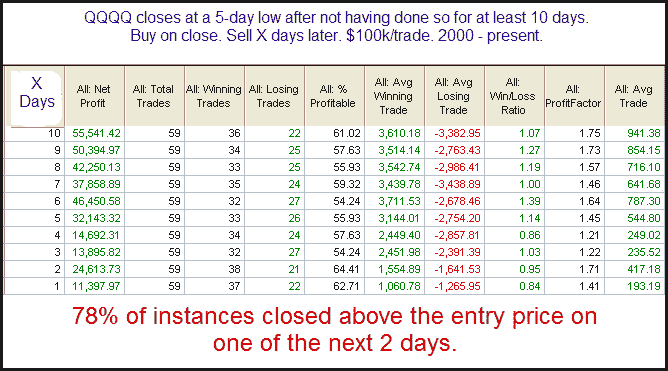 QQQQ closes at a 5-day low after not having done so for at least 10 days.
Buy on close. Sell X days later. $100k/trade. 2000 - present.
X Days All: Net Profit All: Total Trades All: Winning Trades All: Losing Trades All: % Profitable All: Avg Winning Trade All: Avg Losing Trade All: Win/Loss Ratio All: ProfitFactor All: Avg Trade
10 55,541.42 59 36 22 61.02 3,610.18 -3,382.95 1.07 1.75 941.38
9 50,394.97 59 34 25 57.63 3,514.14 -2,763.43 1.27 1.73 854.15
8 42,250.13 59 33 25 55.93 3,542.74 -2,986.41 1.19 1.57 716.10
7 37,858.89 59 35 24 59.32 3,439.78 -3,438.89 1.00 1.46 641.68
6 46,450.58 59 32 27 54.24 3,711.53 -2,678.46 1.39 1.64 787.30
5 32,143.32 59 33 26 55.93 3,144.01 -2,754.20 1.14 1.45 544.80
4 14,692.31 59 34 24 57.63 2,449.40 -2,857.81 0.86 1.21 249.02
3 13,895.82 59 32 27 54.24 2,451.98 -2,391.39 1.03 1.22 235.52
2 24,613.73 59 38 21 64.41 1,554.89 -1,641.53 0.95 1.71 417.18
1 11,397.97 59 37 22 62.71 1,060.78 -1,265.95 0.84 1.41 193.19
78% of instances closed above the entry price on
one of the next 2 days.